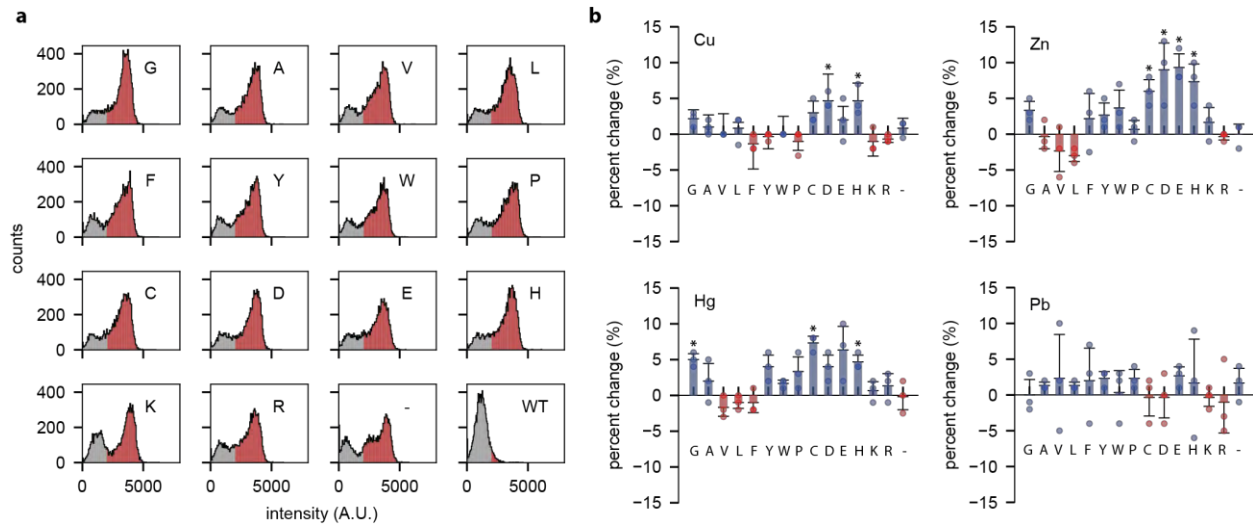 a
counts
400
200
0
G
A
V
L
400
200
0
F
Y
W
P
400
200
0
C
D
E
H
400
200
0
K
R
-
WT
0
5000
0
5000
0
5000
0
5000
intensity (A.U.)
b
percent change (%)
15
10
5
0
−5
−10
−15
Cu
* *
G A V L F Y W P C D E H K R -
percent change (%)
15
10
5
0
−5
−10
−15
Zn
* * * *
G A V L F Y W P C D E H K R -
percent change (%)
15
10
5
0
−5
−10
−15
Hg
* * *
G A V L F Y W P C D E H K R -
percent change (%)
15
10
5
0
−5
−10
−15
Pb
G A V L F Y W P C D E H K R -